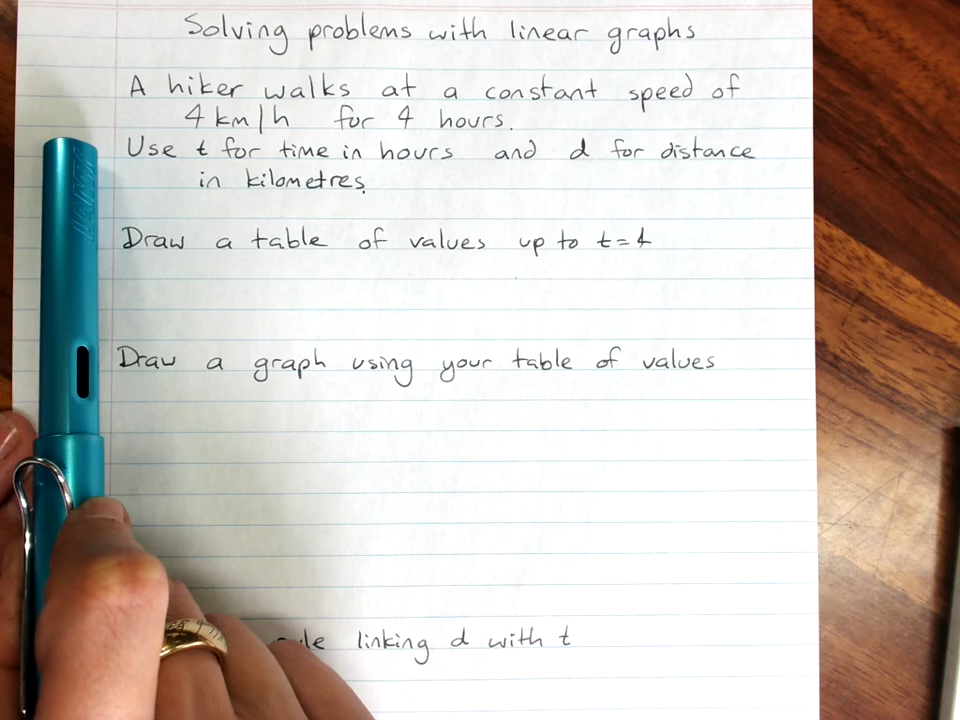 Solving problems with linear graphs
A hiker walks at a constant speed of
4 km/h for 4 hours.
Use t for time in hours and d for distance
in kilometres.
Draw a table of values up to t=4
Draw a graph using your table of values
linking d with t
LAMY